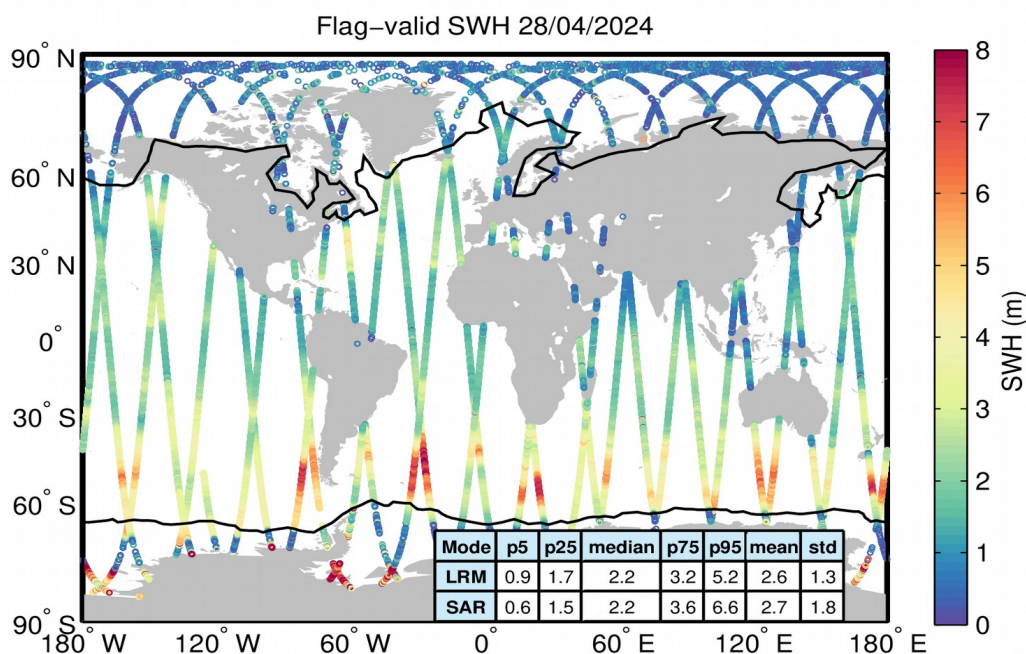 Flag−valid SWH 28/04/2024
90° N
60° N
30° N
0°
30° S
60° S
90° S
180° W
120° W
60° W
0°
60° E
120° E
180° E
8
7
6
5
4
3
2
1
0
SWH (m)
Mode p5 p25 median p75 p95 mean std
LRM 0.9 1.7 2.2 3.2 5.2 2.6 1.3
SAR 0.6 1.5 2.2 3.6 6.6 2.7 1.8